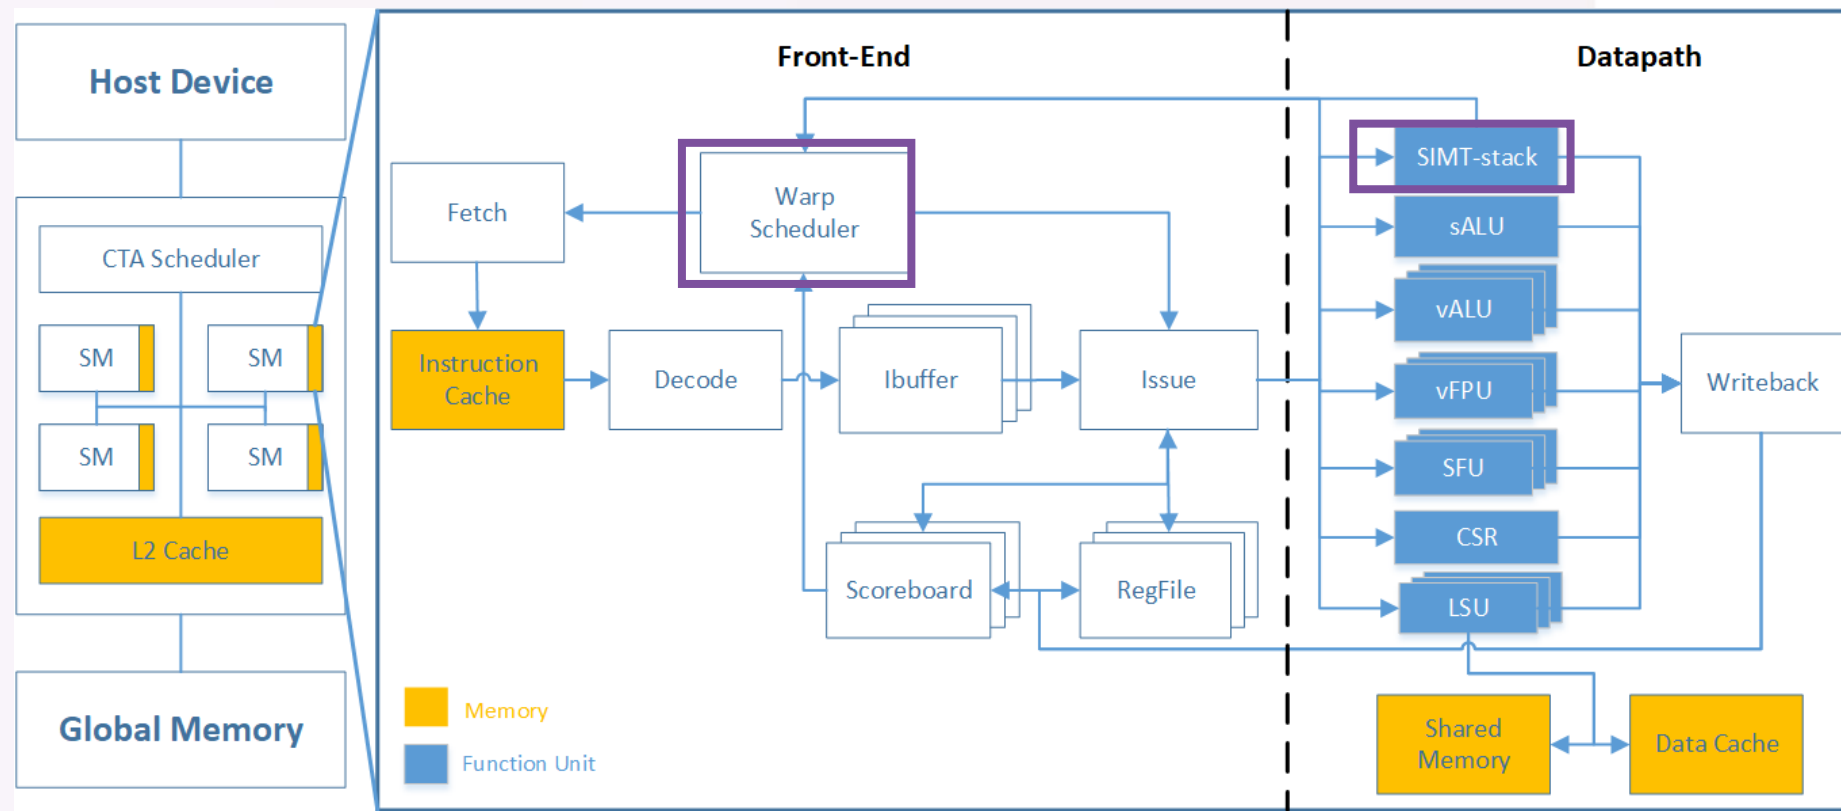 Host Device
CTA Scheduler
SM
SM
SM
SM
L2 Cache
Global Memory
Front-End
Datapath
Fetch
Warp
Scheduler
Instruction
Cache
Decode
Ibuffer
Issue
Scoreboard
RegFile
Memory
Function Unit
SIMT-stack
sALU
vALU
vFPU
SFU
CSR
LSU
Writeback
Shared
Memory
Data Cache